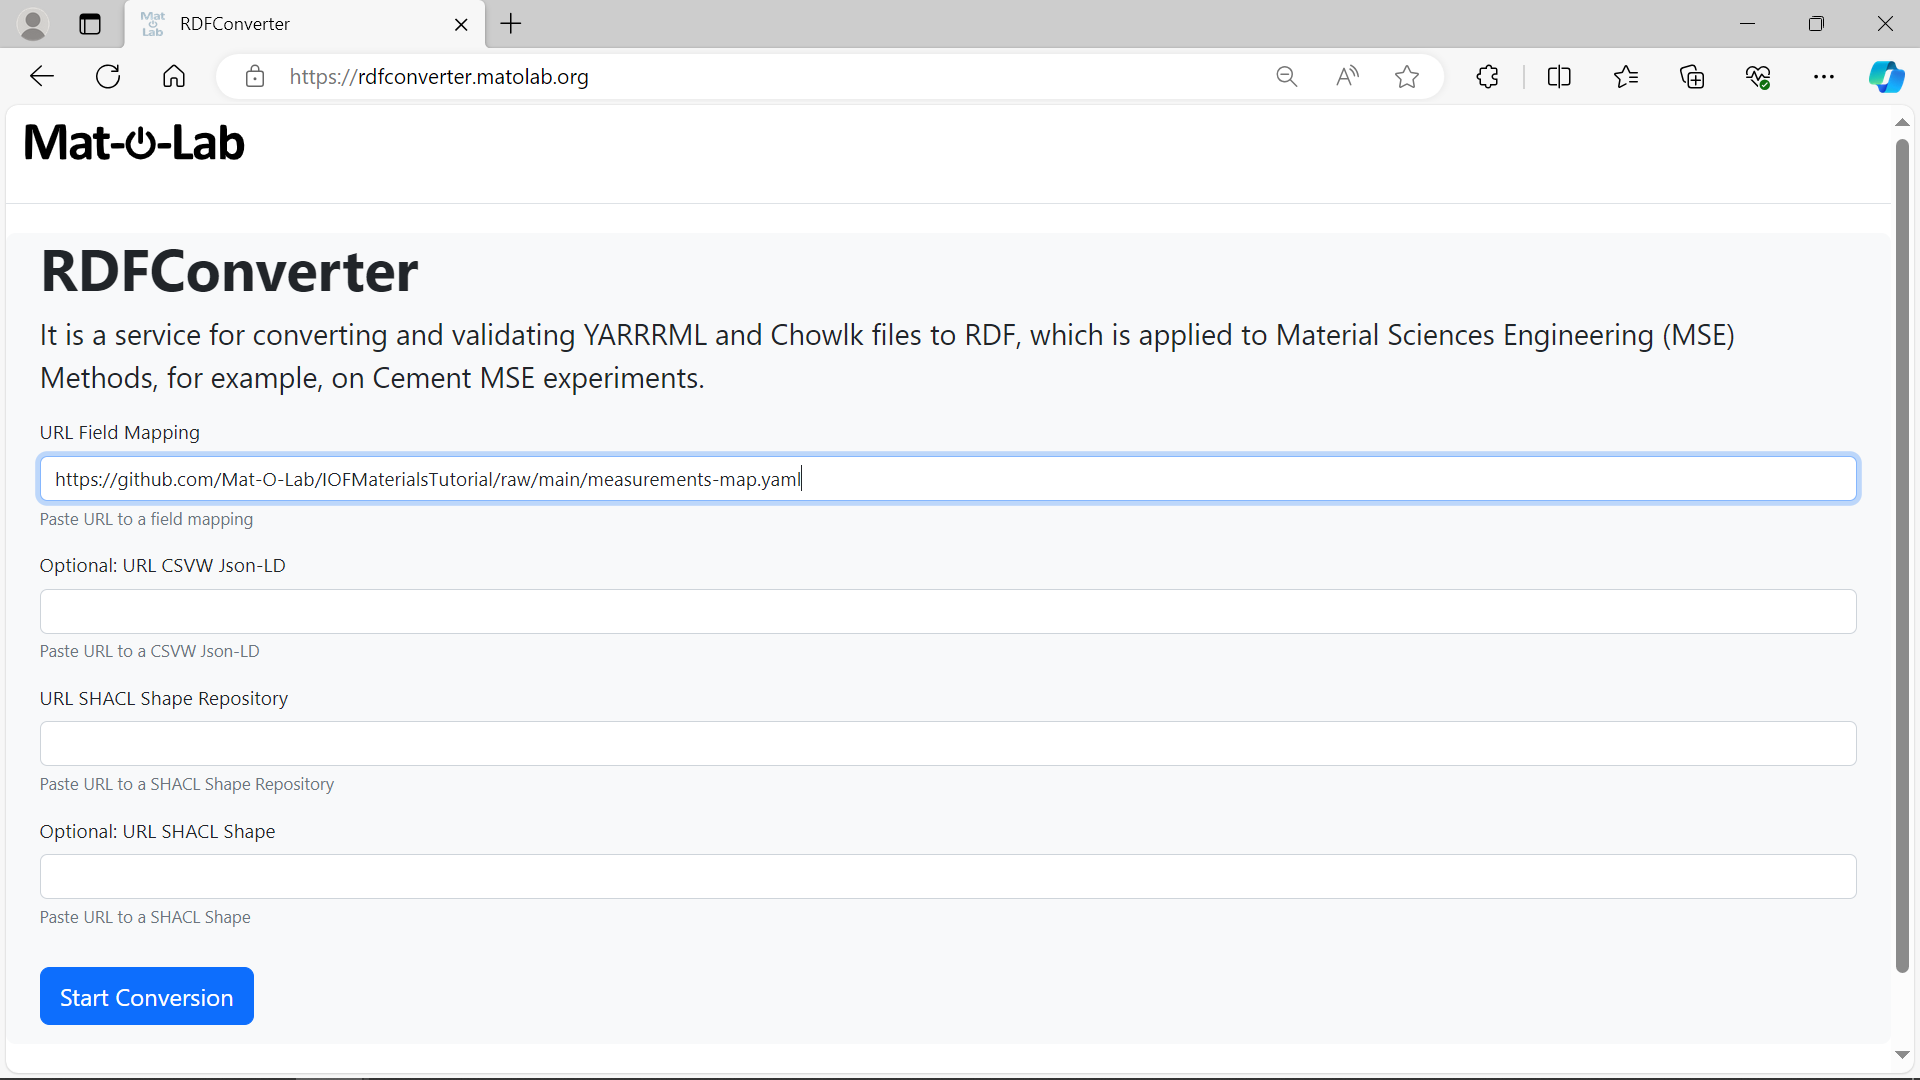 Mat
Lab
RDFConverter
https://rdfconverter.matolab.org
Mat-O-Lab
RDFConverter
It is a service for converting and validating YARRRML and Chowlk files to RDF, which is applied to Material Sciences Engineering (MSE)
Methods, for example, on Cement MSE experiments.
URL Field Mapping
https://github.com/Mat-O-Lab/IOFMaterialsTutorial/raw/main/measurements-map.yaml
Paste URL to a field mapping
Optional: URL CSVW Json-LD
Paste URL to a CSVW Json-LD
URL SHACL Shape Repository
Paste URL to a SHACL Shape Repository
Optional: URL SHACL Shape
Paste URL to a SHACL Shape
Start Conversion